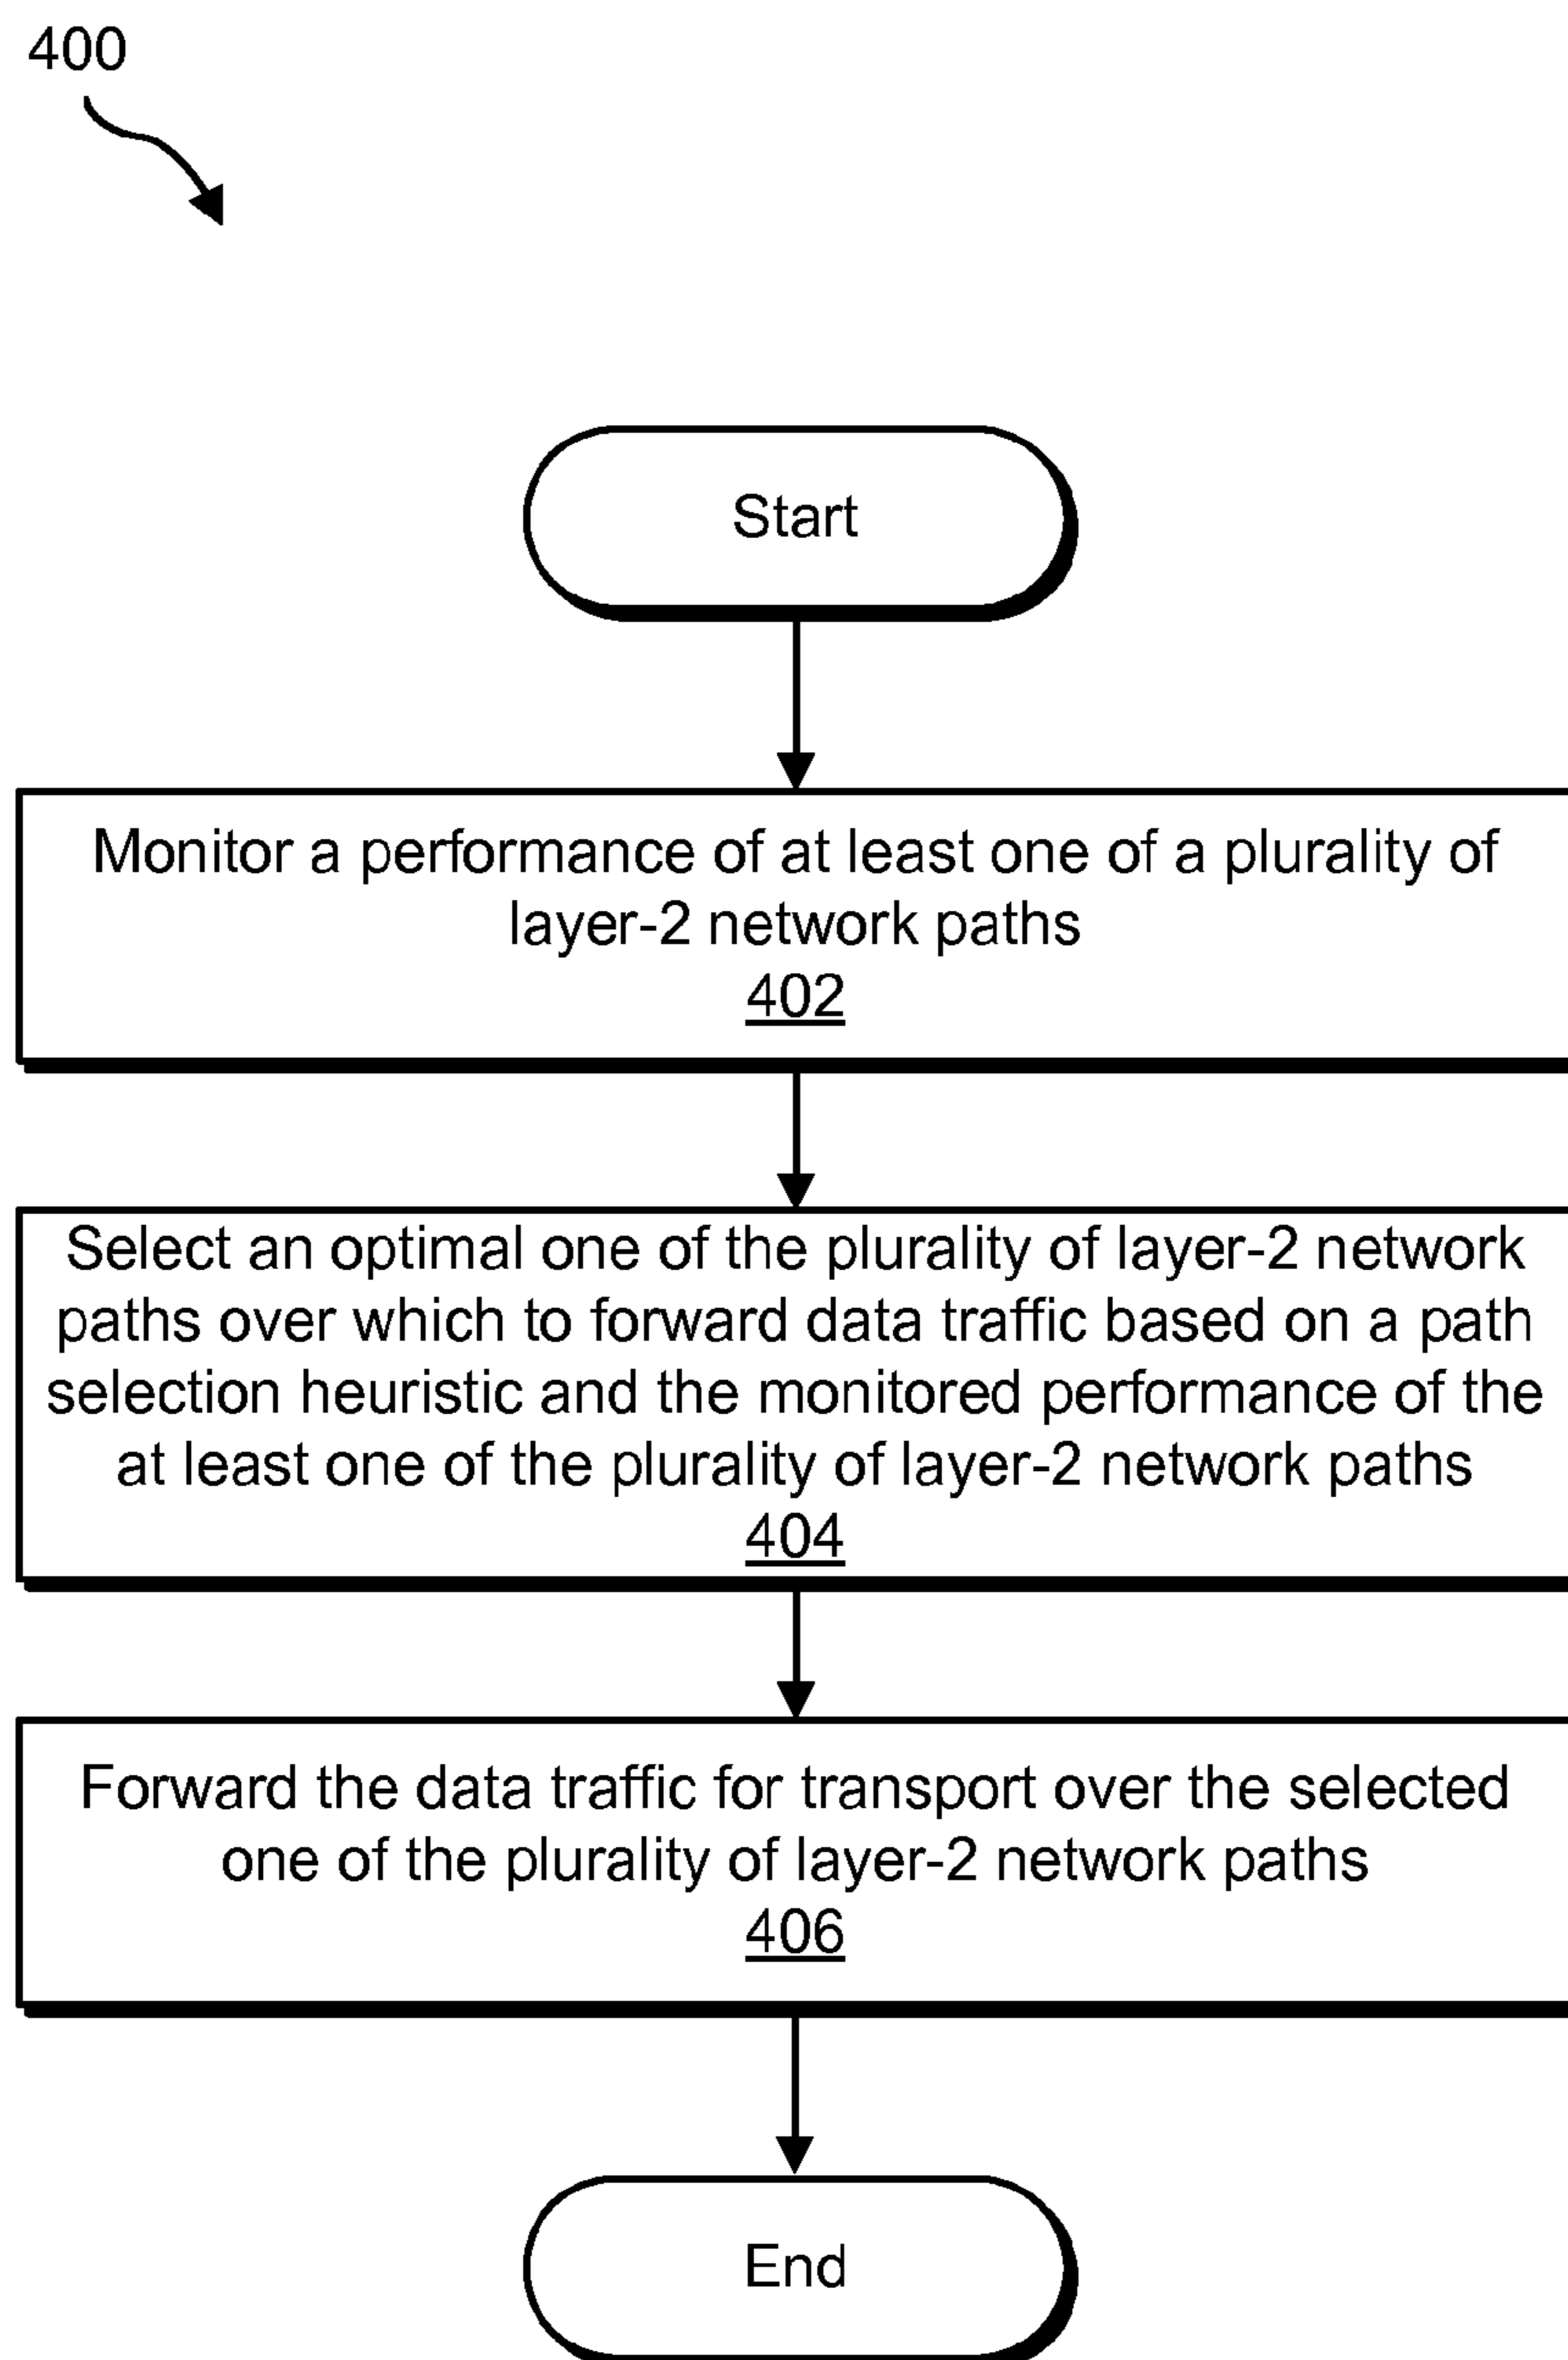 400
Start
Monitor a performance of at least one of a plurality of
layer-2 network paths
402
Select an optimal one of the plurality of layer-2 network
paths over which to forward data traffic based on a path
selection heuristic and the monitored performance of the
at least one of the plurality of layer-2 network paths
404
Forward the data traffic for transport over the selected
one of the plurality of layer-2 network paths
406
End